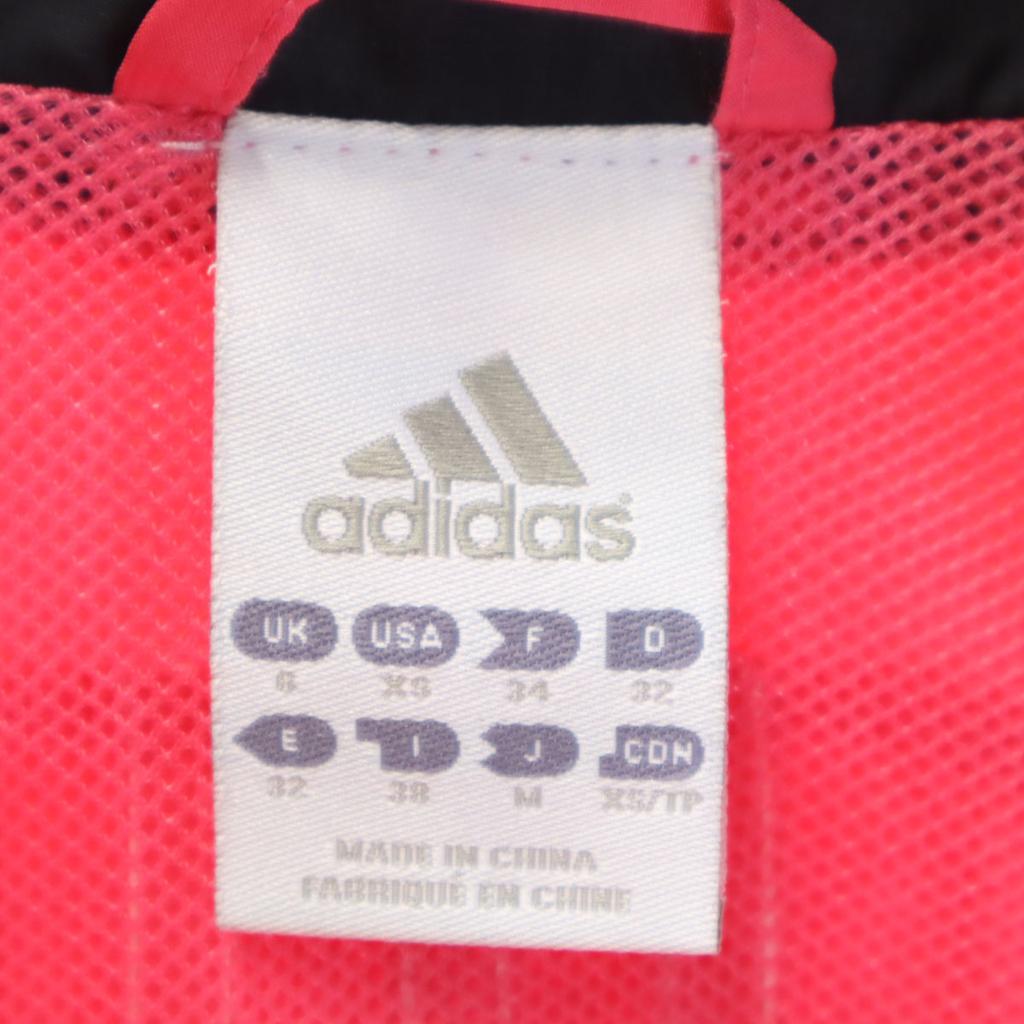 adidas®
UK USA F D
6 XS 34 32
E I J CDN
32 38 M XS/TP
MADE IN CHINA
FABRIQUÉ EN CHINE